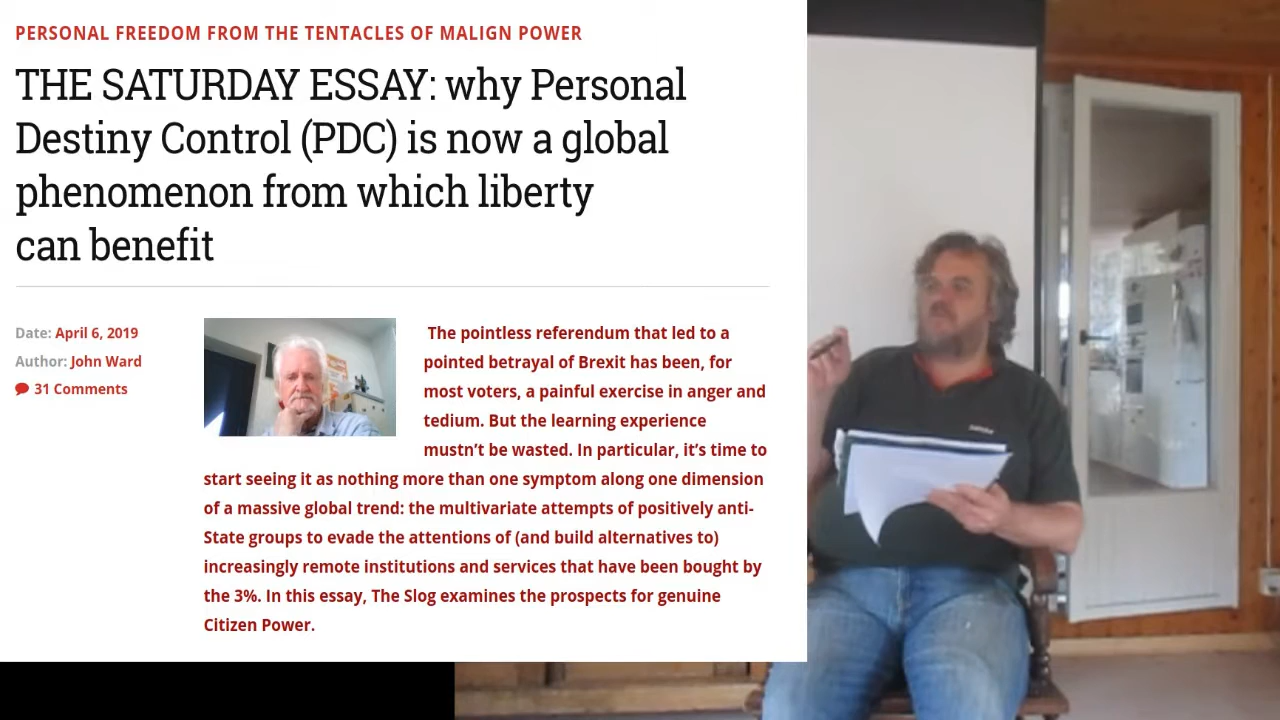 PERSONAL FREEDOM FROM THE TENTACLES OF MALIGN POWER
THE SATURDAY ESSAY: why Personal
Destiny Control (PDC) is now a global
phenomenon from which liberty
can benefit
Date: April 6, 2019
Author: John Ward
31 Comments
The pointless referendum that led to a
pointed betrayal of Brexit has been, for
most voters, a painful exercise in anger and
tedium. But the learning experience
mustn’t be wasted. In particular, it’s time to
start seeing it as nothing more than one symptom along one dimension
of a massive global trend: the multivariate attempts of positively anti-
State groups to evade the attentions of (and build alternatives to)
increasingly remote institutions and services that have been bought by
the 3%. In this essay, The Slog examines the prospects for genuine
Citizen Power.